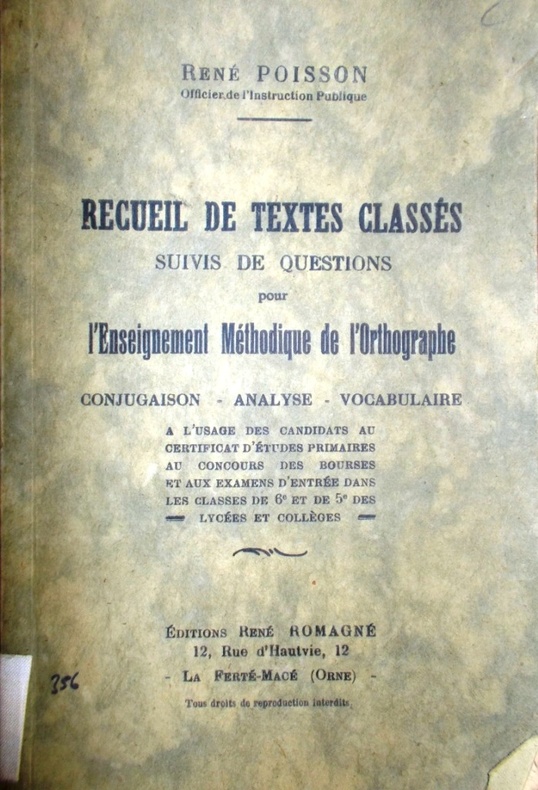 RENÉ POISSON
Officier de l'Instruction Publique
RECUEIL DE TEXTES CLASSÉS
SUIVIS DE QUESTIONS
pour
l'Enseignement Méthodique de l'Orthographe
CONJUGAISON - ANALYSE - VOCABULAIRE
A L'USAGE DES CANDIDATS AU
CERTIFICAT D'ÉTUDES PRIMAIRES
AU CONCOURS DES BOURSES
ET AUX EXAMENS D'ENTRÉE DANS
LES CLASSES DE 6e ET DE 5e DES
LYCÉES ET COLLÈGES
ÉDITIONS RENÉ ROMAGNÉ
12, Rue d'Hautvie, 12
- LA FERTÉ-MACÉ (ORNE) -
Tous droits de reproduction interdits.
356